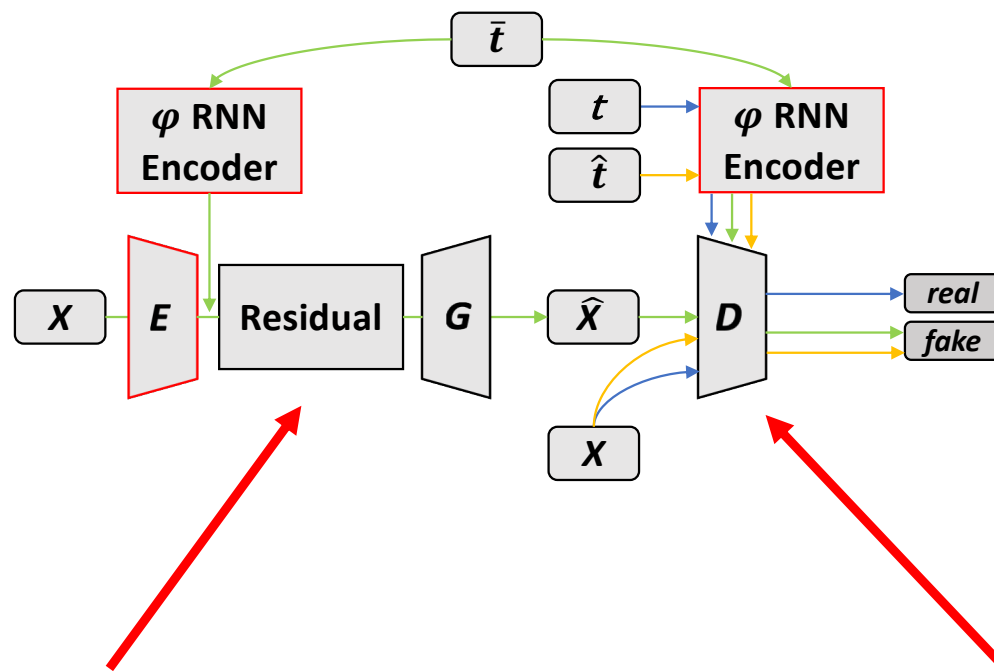 t̄
φ RNN
Encoder
t
t̂
φ RNN
Encoder
X
E
Residual
G
X̂
D
real
fake
X